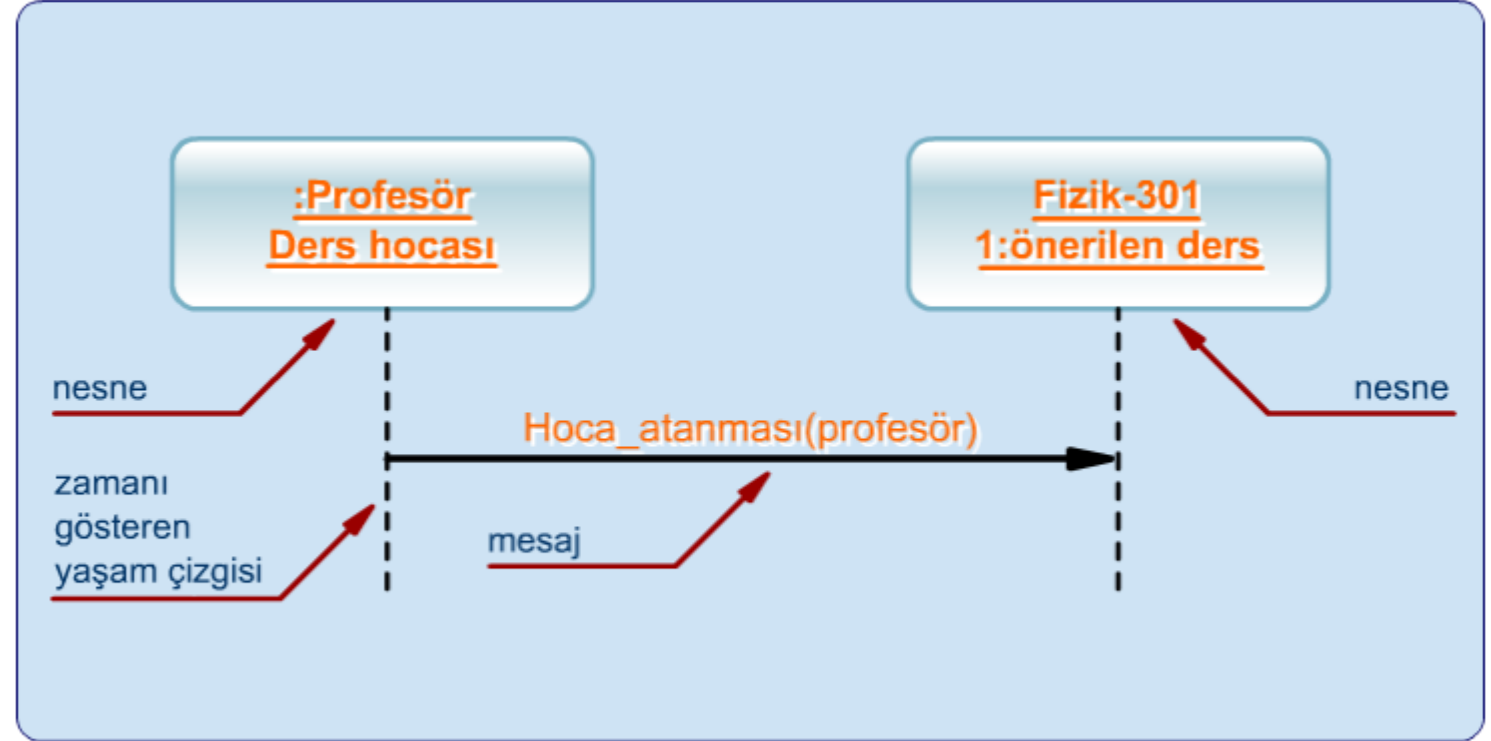 :Profesör
Ders hocası
Fizik-301
1:önerilen ders
nesne
nesne
Hoca_atanması(profesör)
zamanı
gösteren
yaşam çizgisi
mesaj